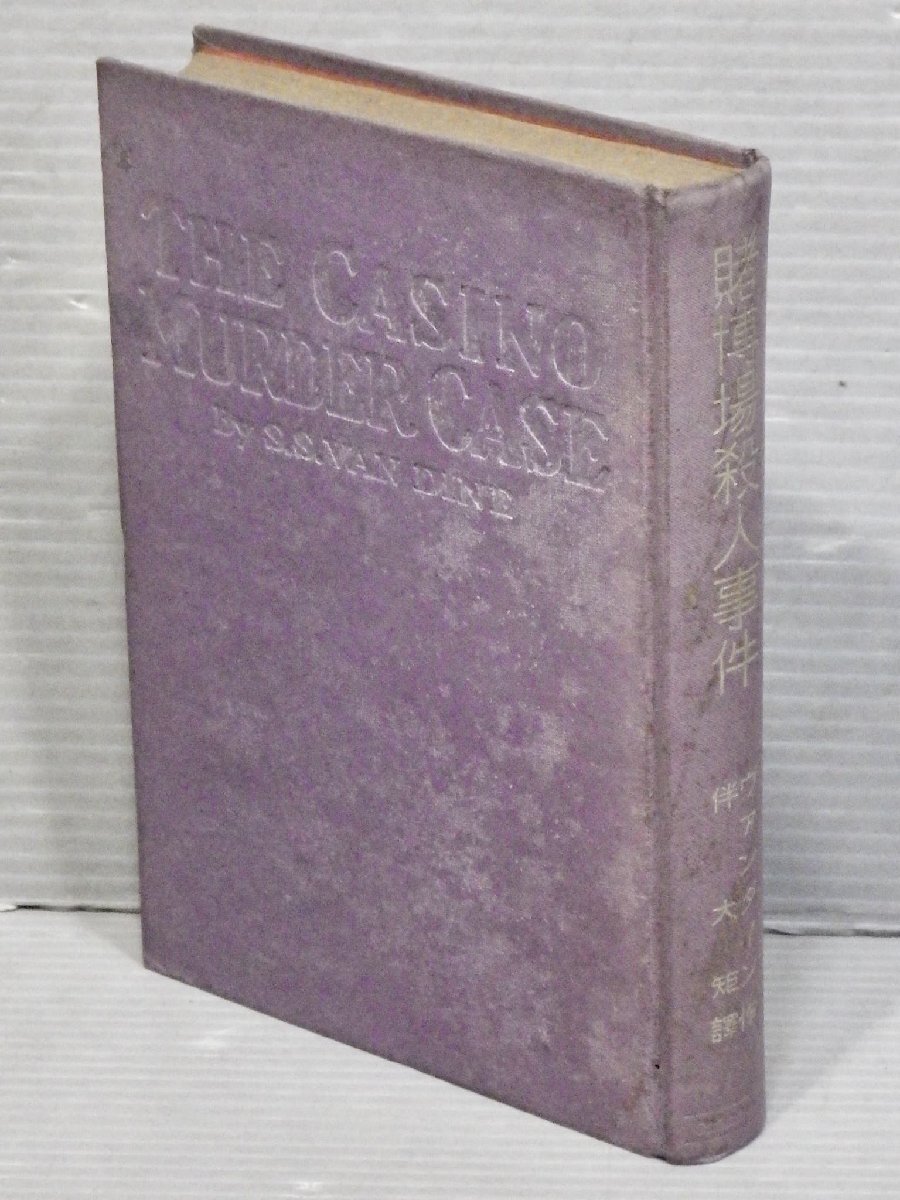 THE CASINO
MURDER CASE
By S.S. VAN DINE
賭博場殺人事件
ヴァンダイン作
伴大矩譯